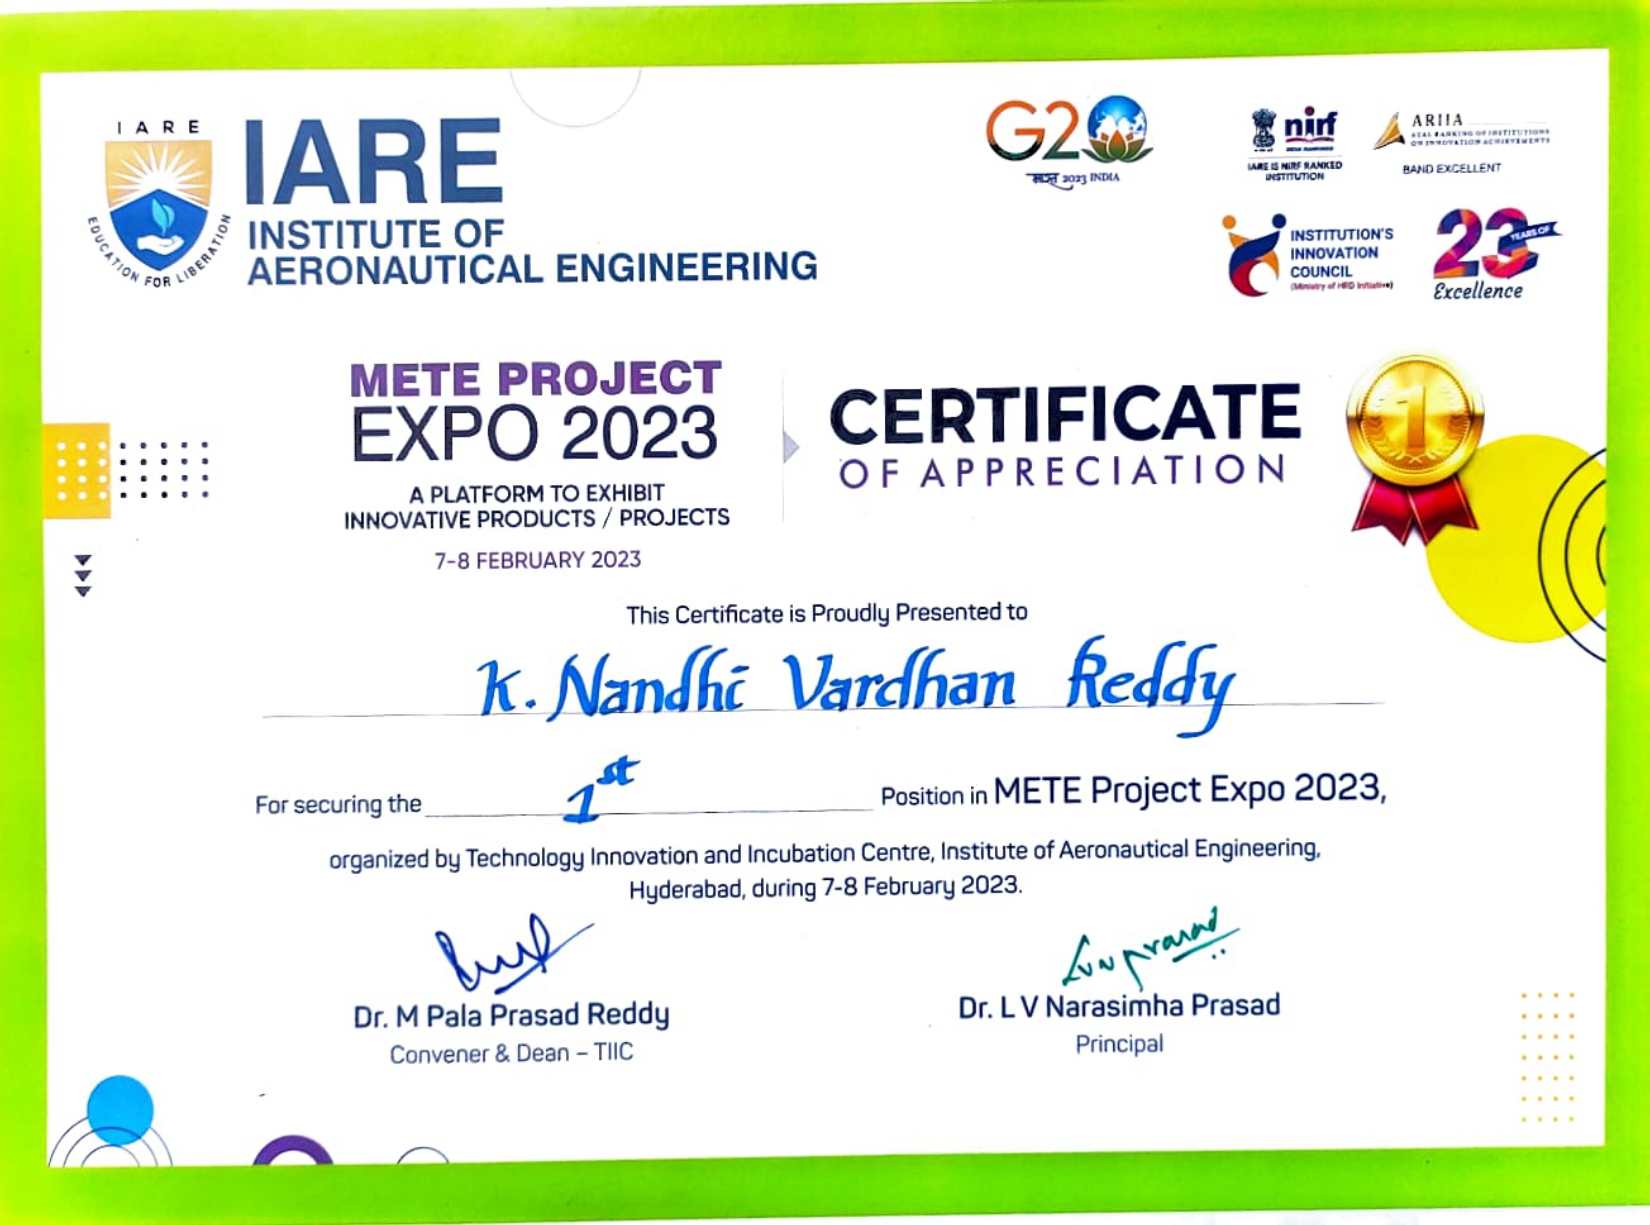 IARE
EDUCATION FOR LIBERATION
IARE
INSTITUTE OF
AERONAUTICAL ENGINEERING
G20
भारत 2023 INDIA
nirf
IARE IS NIRF RANKED
INSTITUTION
ARIIA
ATAL RANKING OF INSTITUTIONS
ON INNOVATION ACHIEVEMENTS
BAND EXCELLENT
INSTITUTION'S
INNOVATION
COUNCIL
(Ministry of HRD Initiative)
23
YEARS OF
Excellence
METE PROJECT
EXPO 2023
A PLATFORM TO EXHIBIT
INNOVATIVE PRODUCTS / PROJECTS
7-8 FEBRUARY 2023
CERTIFICATE
OF APPRECIATION
1
This Certificate is Proudly Presented to
K. Nandhi Vardhan Reddy
For securing the 1st Position in METE Project Expo 2023,
organized by Technology Innovation and Incubation Centre, Institute of Aeronautical Engineering,
Hyderabad, during 7-8 February 2023.
Dr. M Pala Prasad Reddy
Convener & Dean – TIIC
Lvnprasad
Dr. L V Narasimha Prasad
Principal